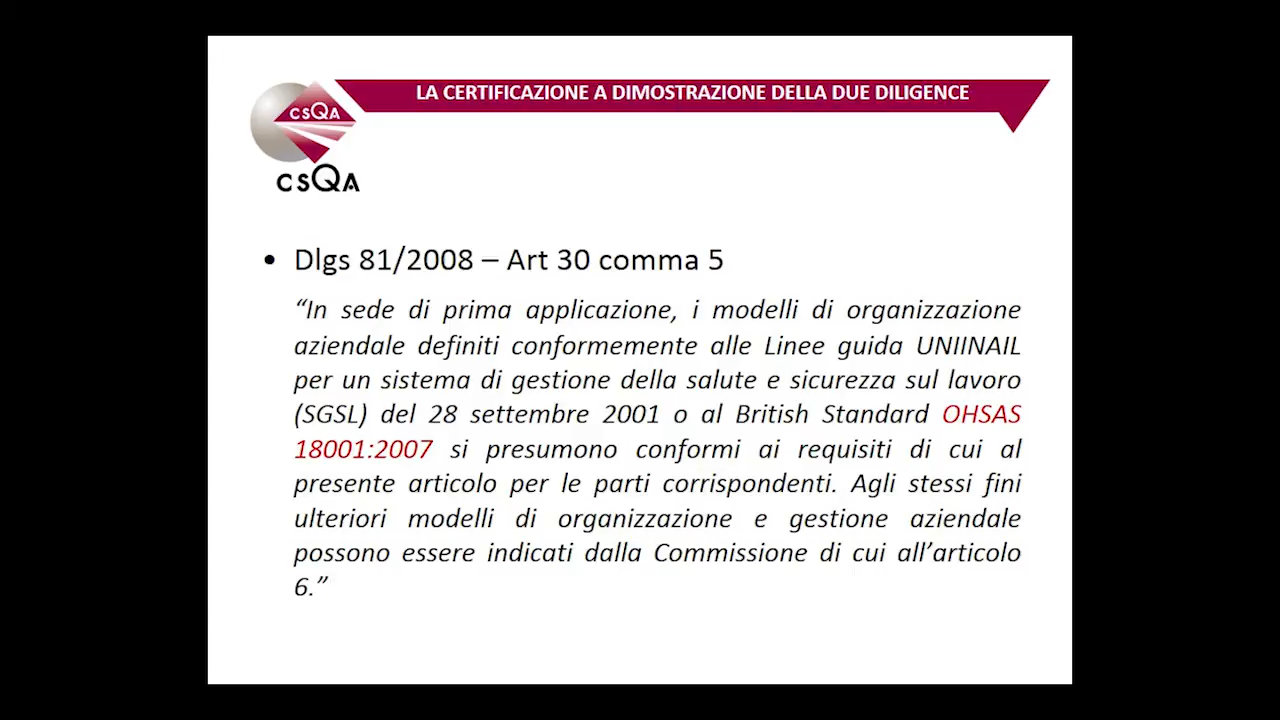 LA CERTIFICAZIONE A DIMOSTRAZIONE DELLA DUE DILIGENCE
CSQA
CSQA
• Dlgs 81/2008 – Art 30 comma 5
“In sede di prima applicazione, i modelli di organizzazione
aziendale definiti conformemente alle Linee guida UNIINAIL
per un sistema di gestione della salute e sicurezza sul lavoro
(SGSL) del 28 settembre 2001 o al British Standard OHSAS
18001:2007 si presumono conformi ai requisiti di cui al
presente articolo per le parti corrispondenti. Agli stessi fini
ulteriori modelli di organizzazione e gestione aziendale
possono essere indicati dalla Commissione di cui all’articolo
6.”